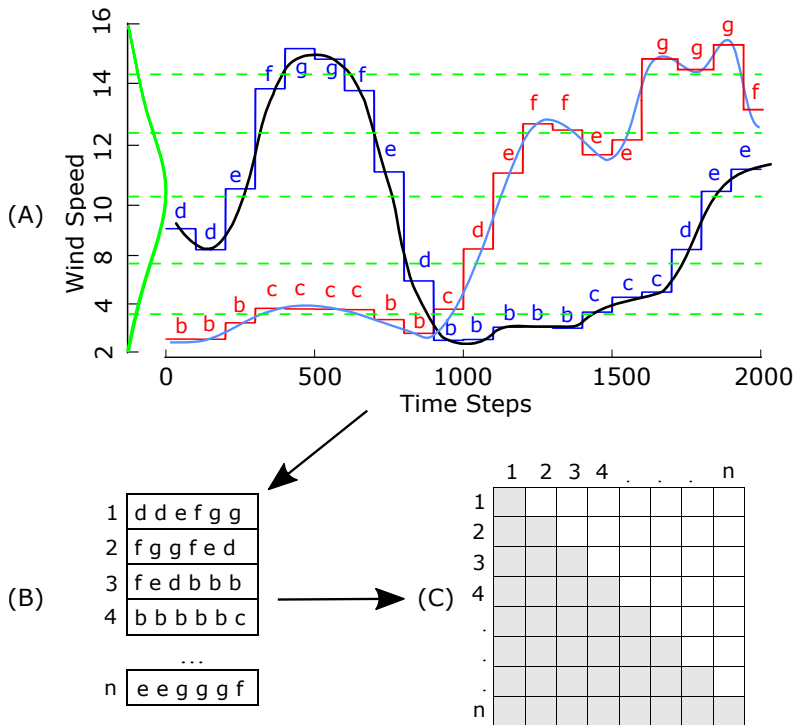 16
14
12
10
8
4
2
Wind Speed
(A)
d d e f g g f e d b b b b b c c d e e
b b b c c c c b b c d e f f e e g g g f
0 500 1000 1500 2000
Time Steps
(B)
1 d d e f g g
2 f g g f e d
3 f e d b b b
4 b b b b b c
...
n e e g g g f
(C)
1 2 3 4 . . . n
1
2
3
4
.
.
.
n